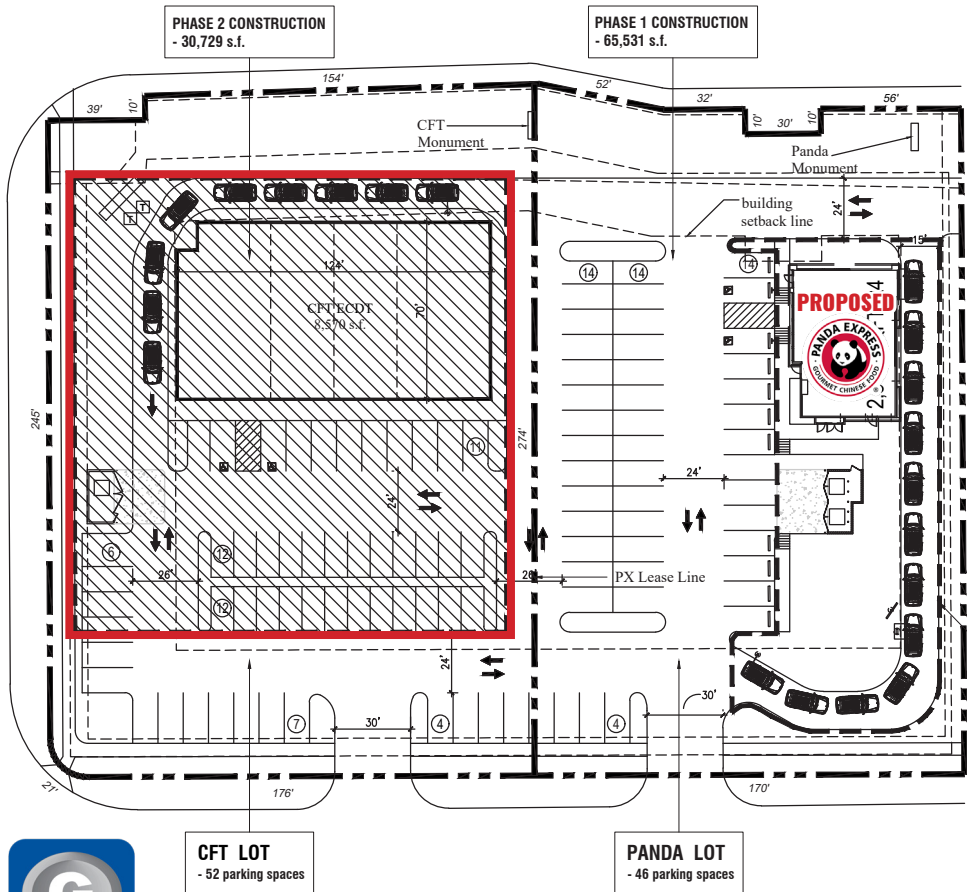 PHASE 2 CONSTRUCTION
- 30,729 s.f.
PHASE 1 CONSTRUCTION
- 65,531 s.f.
154'
52'
39'
10'
32'
10'
30'
10'
56'
CFT
Monument
Panda
Monument
building
setback line
24'
15'
T
T
124'
70'
CFT/ECDT
8,570 s.f.
14
14
14
PROPOSED
PANDA EXPRESS
GOURMET CHINESE FOOD
®
245'
274'
11
24'
24'
6
12
26'
26'
PX Lease Line
12
24'
30'
7
30'
4
4
21'
176'
170'
CFT LOT
- 52 parking spaces
PANDA LOT
- 46 parking spaces